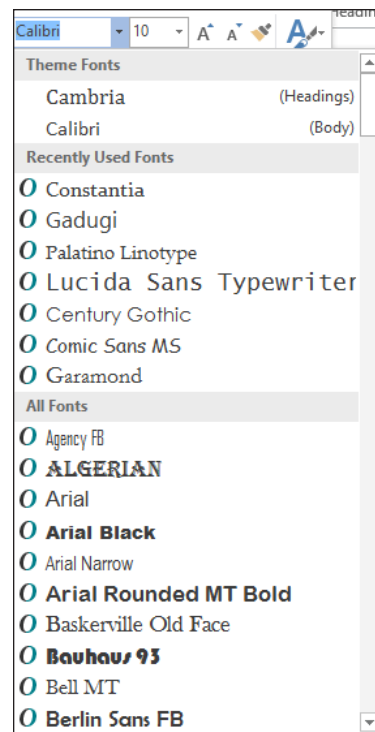 Calibri 10 A A A
Theme Fonts
Cambria (Headings)
Calibri (Body)
Recently Used Fonts
O Constantia
O Gadugi
O Palatino Linotype
O Lucida Sans Typewriter
O Century Gothic
O Comic Sans MS
O Garamond
All Fonts
O Agency FB
O ALGERIAN
O Arial
O Arial Black
O Arial Narrow
O Arial Rounded MT Bold
O Baskerville Old Face
O Bauhaus 93
O Bell MT
O Berlin Sans FB